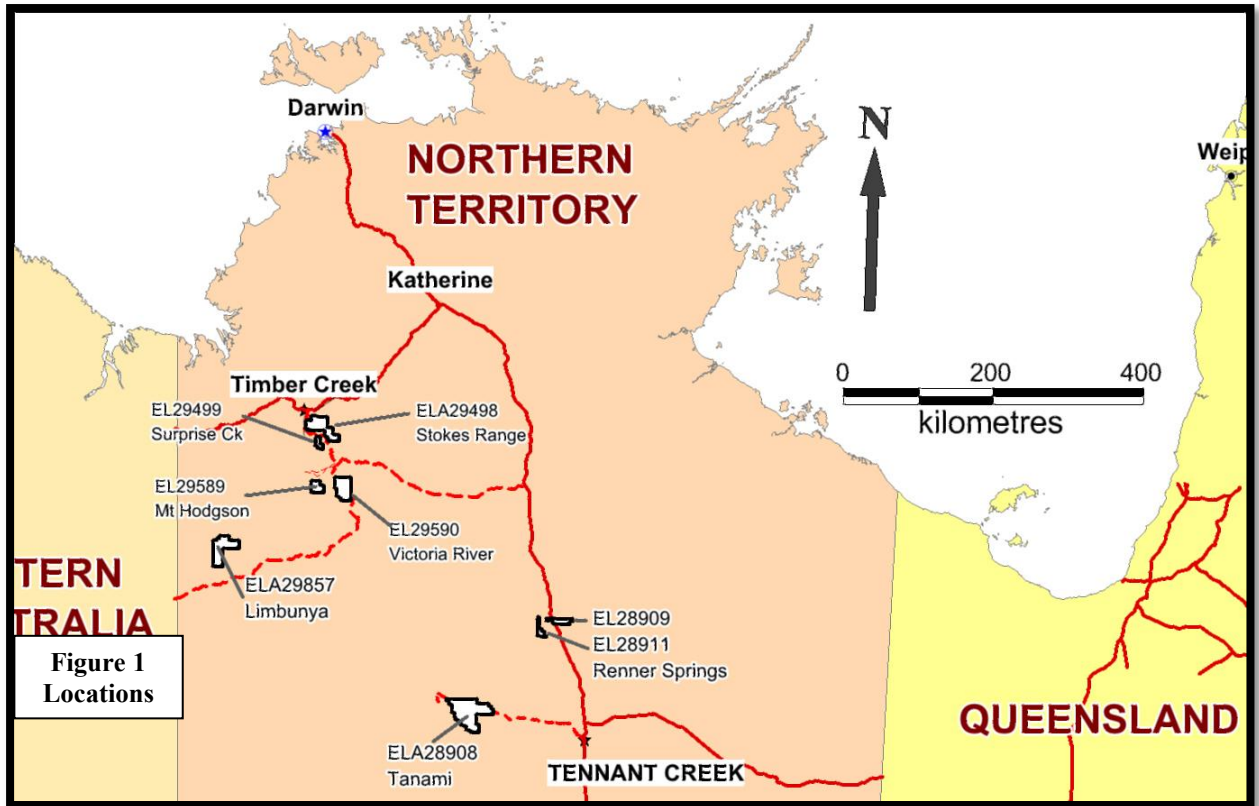 Darwin
NORTHERN
TERRITORY
N
Weip
Katherine
0 200 400
kilometres
Timber Creek
EL29499
Surprise Ck
ELA29498
Stokes Range
EL29589
Mt Hodgson
EL29590
Victoria River
TERN
TRALIA
ELA29857
Limbunya
EL28909
EL28911
Renner Springs
Figure 1
Locations
QUEENSLAND
ELA28908
Tanami
TENNANT CREEK